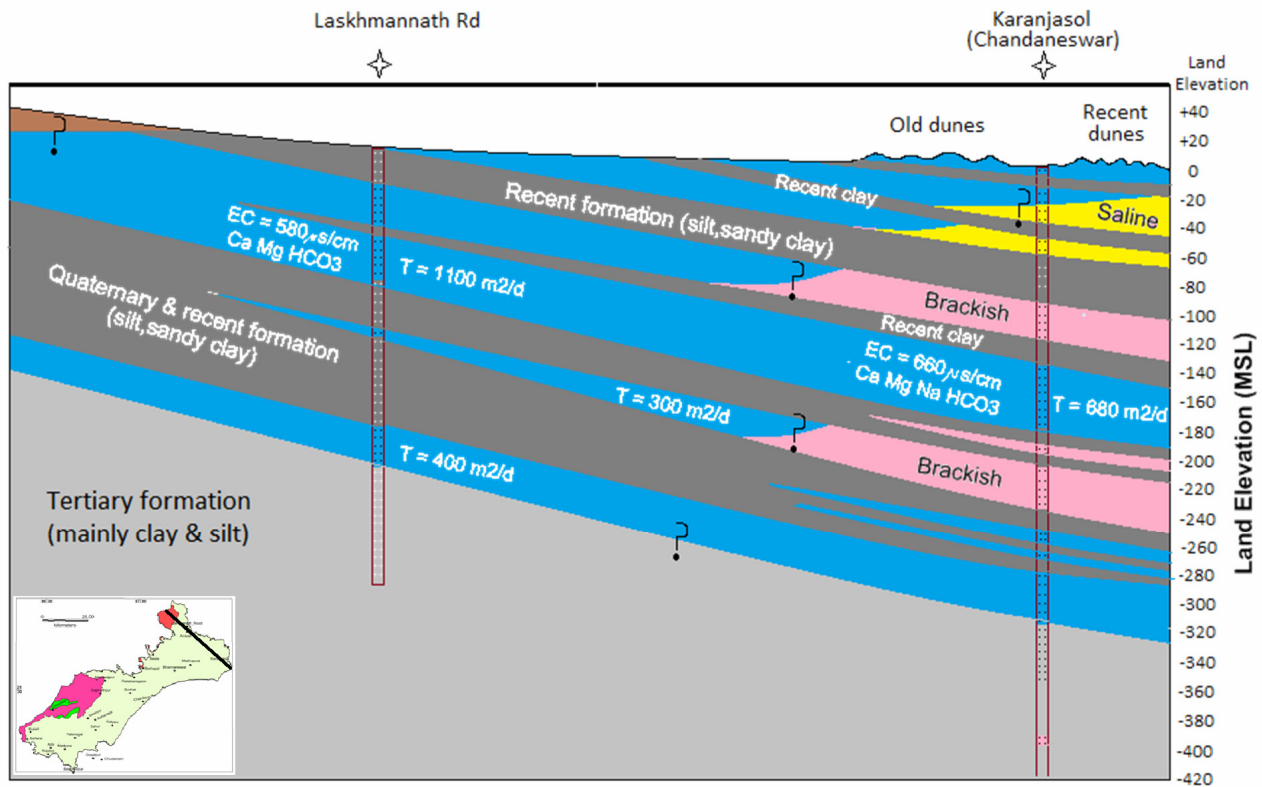 Laskhmannath Rd
Karanjasol
(Chandaneswar)
Land
Elevation
Old dunes
Recent
dunes
+40
+20
0
-20
-40
-60
-80
-100
-120
-140
-160
-180
-200
-220
-240
-260
-280
-300
-320
-340
-360
-380
-400
-420
Land Elevation (MSL)
Recent clay
Saline
Recent formation (silt,sandy clay)
EC = 580μs/cm
Ca Mg HCO3
T = 1100 m2/d
Brackish
Recent clay
Quaternary & recent formation
(silt,sandy clay)
EC = 660μs/cm
Ca Mg Na HCO3
T = 680 m2/d
T = 300 m2/d
Brackish
T = 400 m2/d
Tertiary formation
(mainly clay & silt)